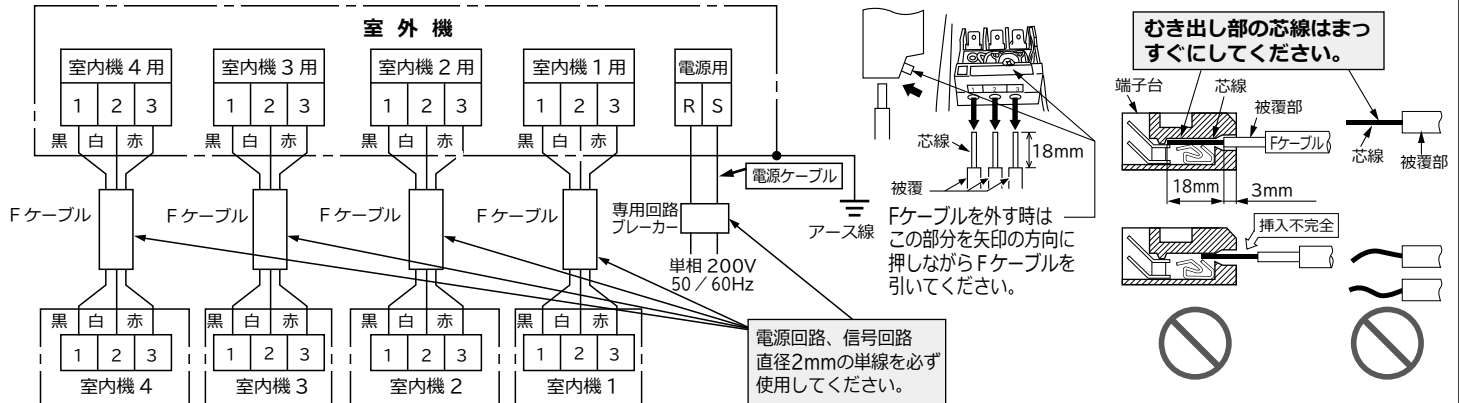 室外機
室内機4用
室内機3用
室内機2用
室内機1用
電源用
1 2 3
1 2 3
1 2 3
1 2 3
R S
黒 白 赤
黒 白 赤
黒 白 赤
黒 白 赤
電源ケーブル
Fケーブル
Fケーブル
Fケーブル
Fケーブル
専用回路
ブレーカー
アース線
単相 200V
50/60Hz
黒 白 赤
黒 白 赤
黒 白 赤
黒 白 赤
1 2 3
1 2 3
1 2 3
1 2 3
室内機4
室内機3
室内機2
室内機1
電源回路、信号回路
直径2mmの単線を必ず
使用してください。
1 2 3
芯線
18mm
被覆
Fケーブルを外す時は
この部分を矢印の方向に
押しながらFケーブルを
引いてください。
むき出し部の芯線はまっ
すぐにしてください。
端子台
芯線
被覆部
Fケーブル
芯線
被覆部
18mm
3mm
挿入不完全